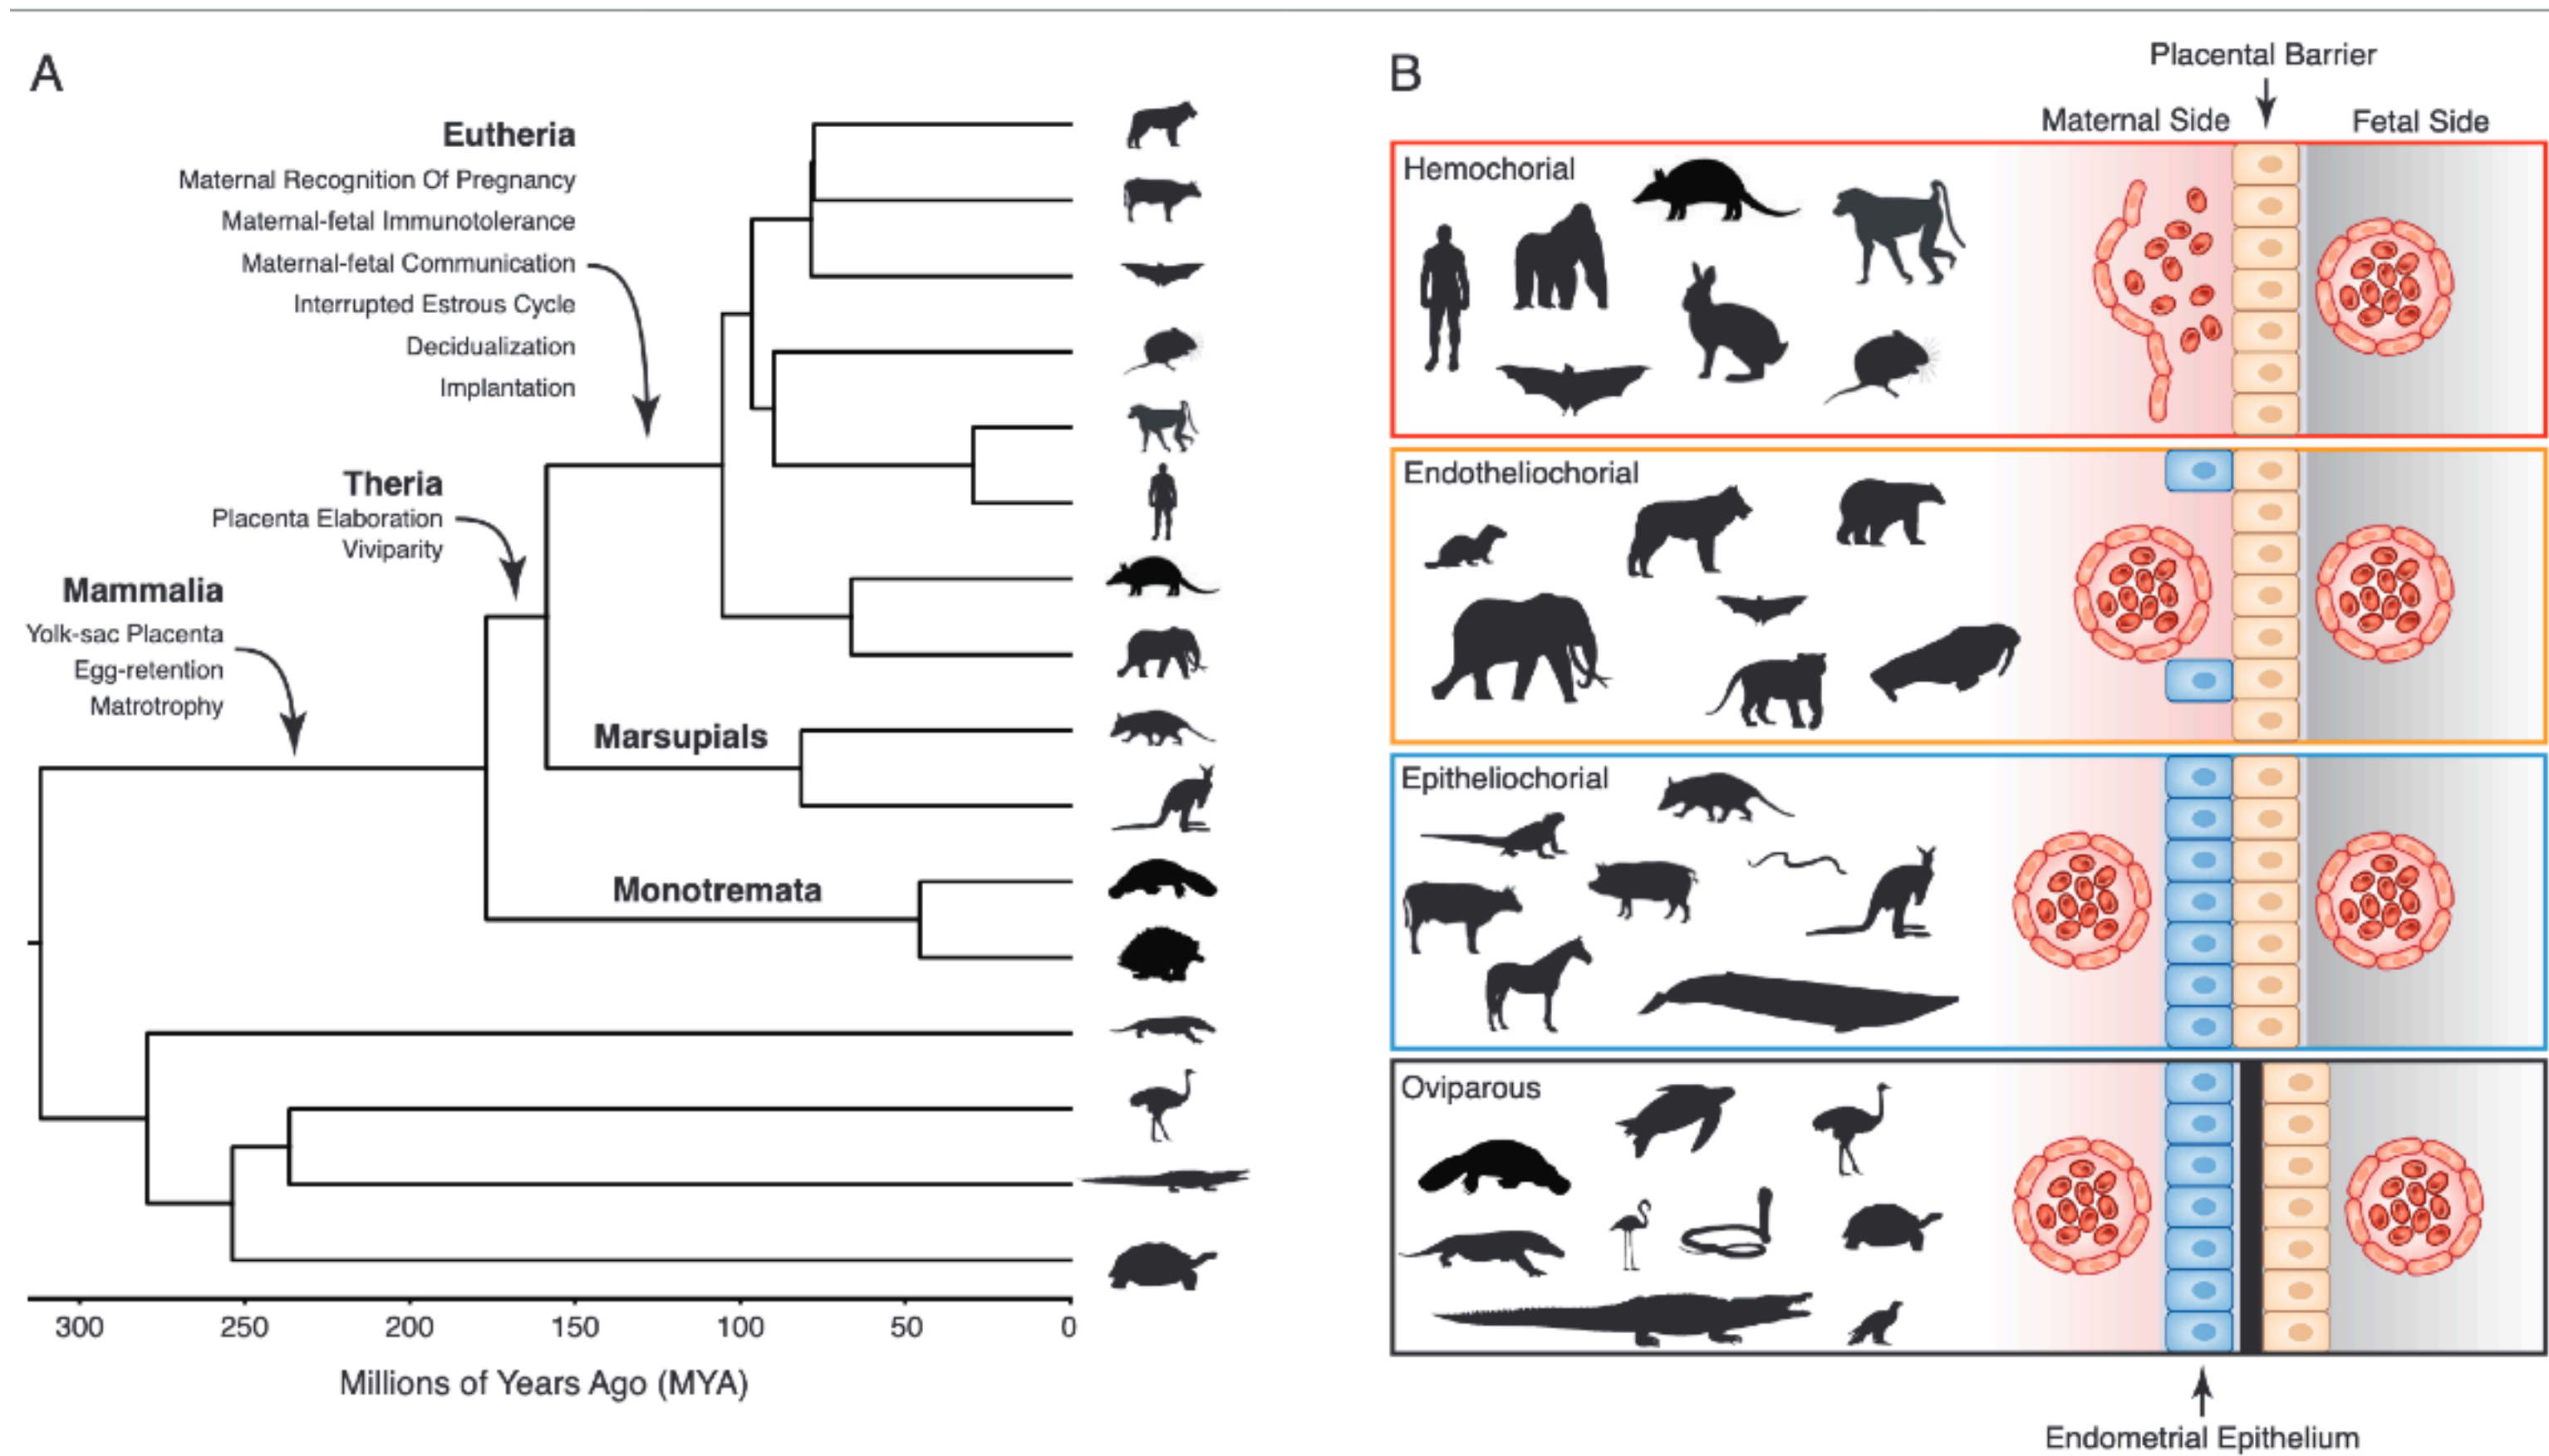 A
Eutheria
Maternal Recognition Of Pregnancy
Maternal-fetal Immunotolerance
Maternal-fetal Communication
Interrupted Estrous Cycle
Decidualization
Implantation
Theria
Placenta Elaboration
Viviparity
Mammalia
Yolk-sac Placenta
Egg-retention
Matrotrophy
Marsupials
Monotremata
300 250 200 150 100 50 0
Millions of Years Ago (MYA)
B
Placental Barrier
Maternal Side
Fetal Side
Hemochorial
Endotheliochorial
Epitheliochorial
Oviparous
Endometrial Epithelium